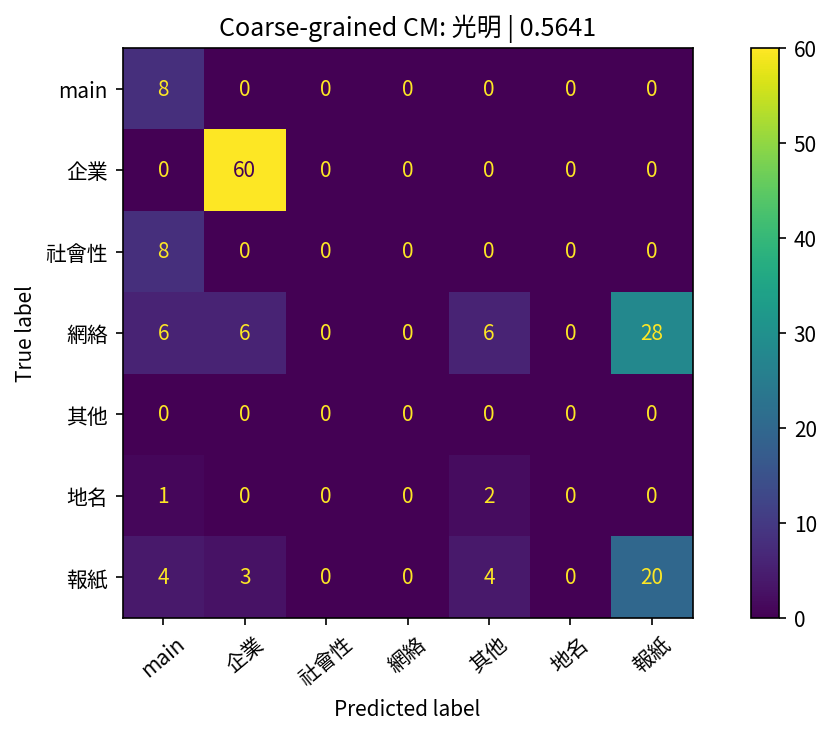 Coarse-grained CM: 光明 | 0.5641
True label
main 8 0 0 0 0 0 0
企業 0 60 0 0 0 0 0
社會性 8 0 0 0 0 0 0
網絡 6 6 0 0 6 0 28
其他 0 0 0 0 0 0 0
地名 1 0 0 0 2 0 0
報紙 4 3 0 0 4 0 20
main 企業 社會性 網絡 其他 地名 報紙
Predicted label
60
50
40
30
20
10
0